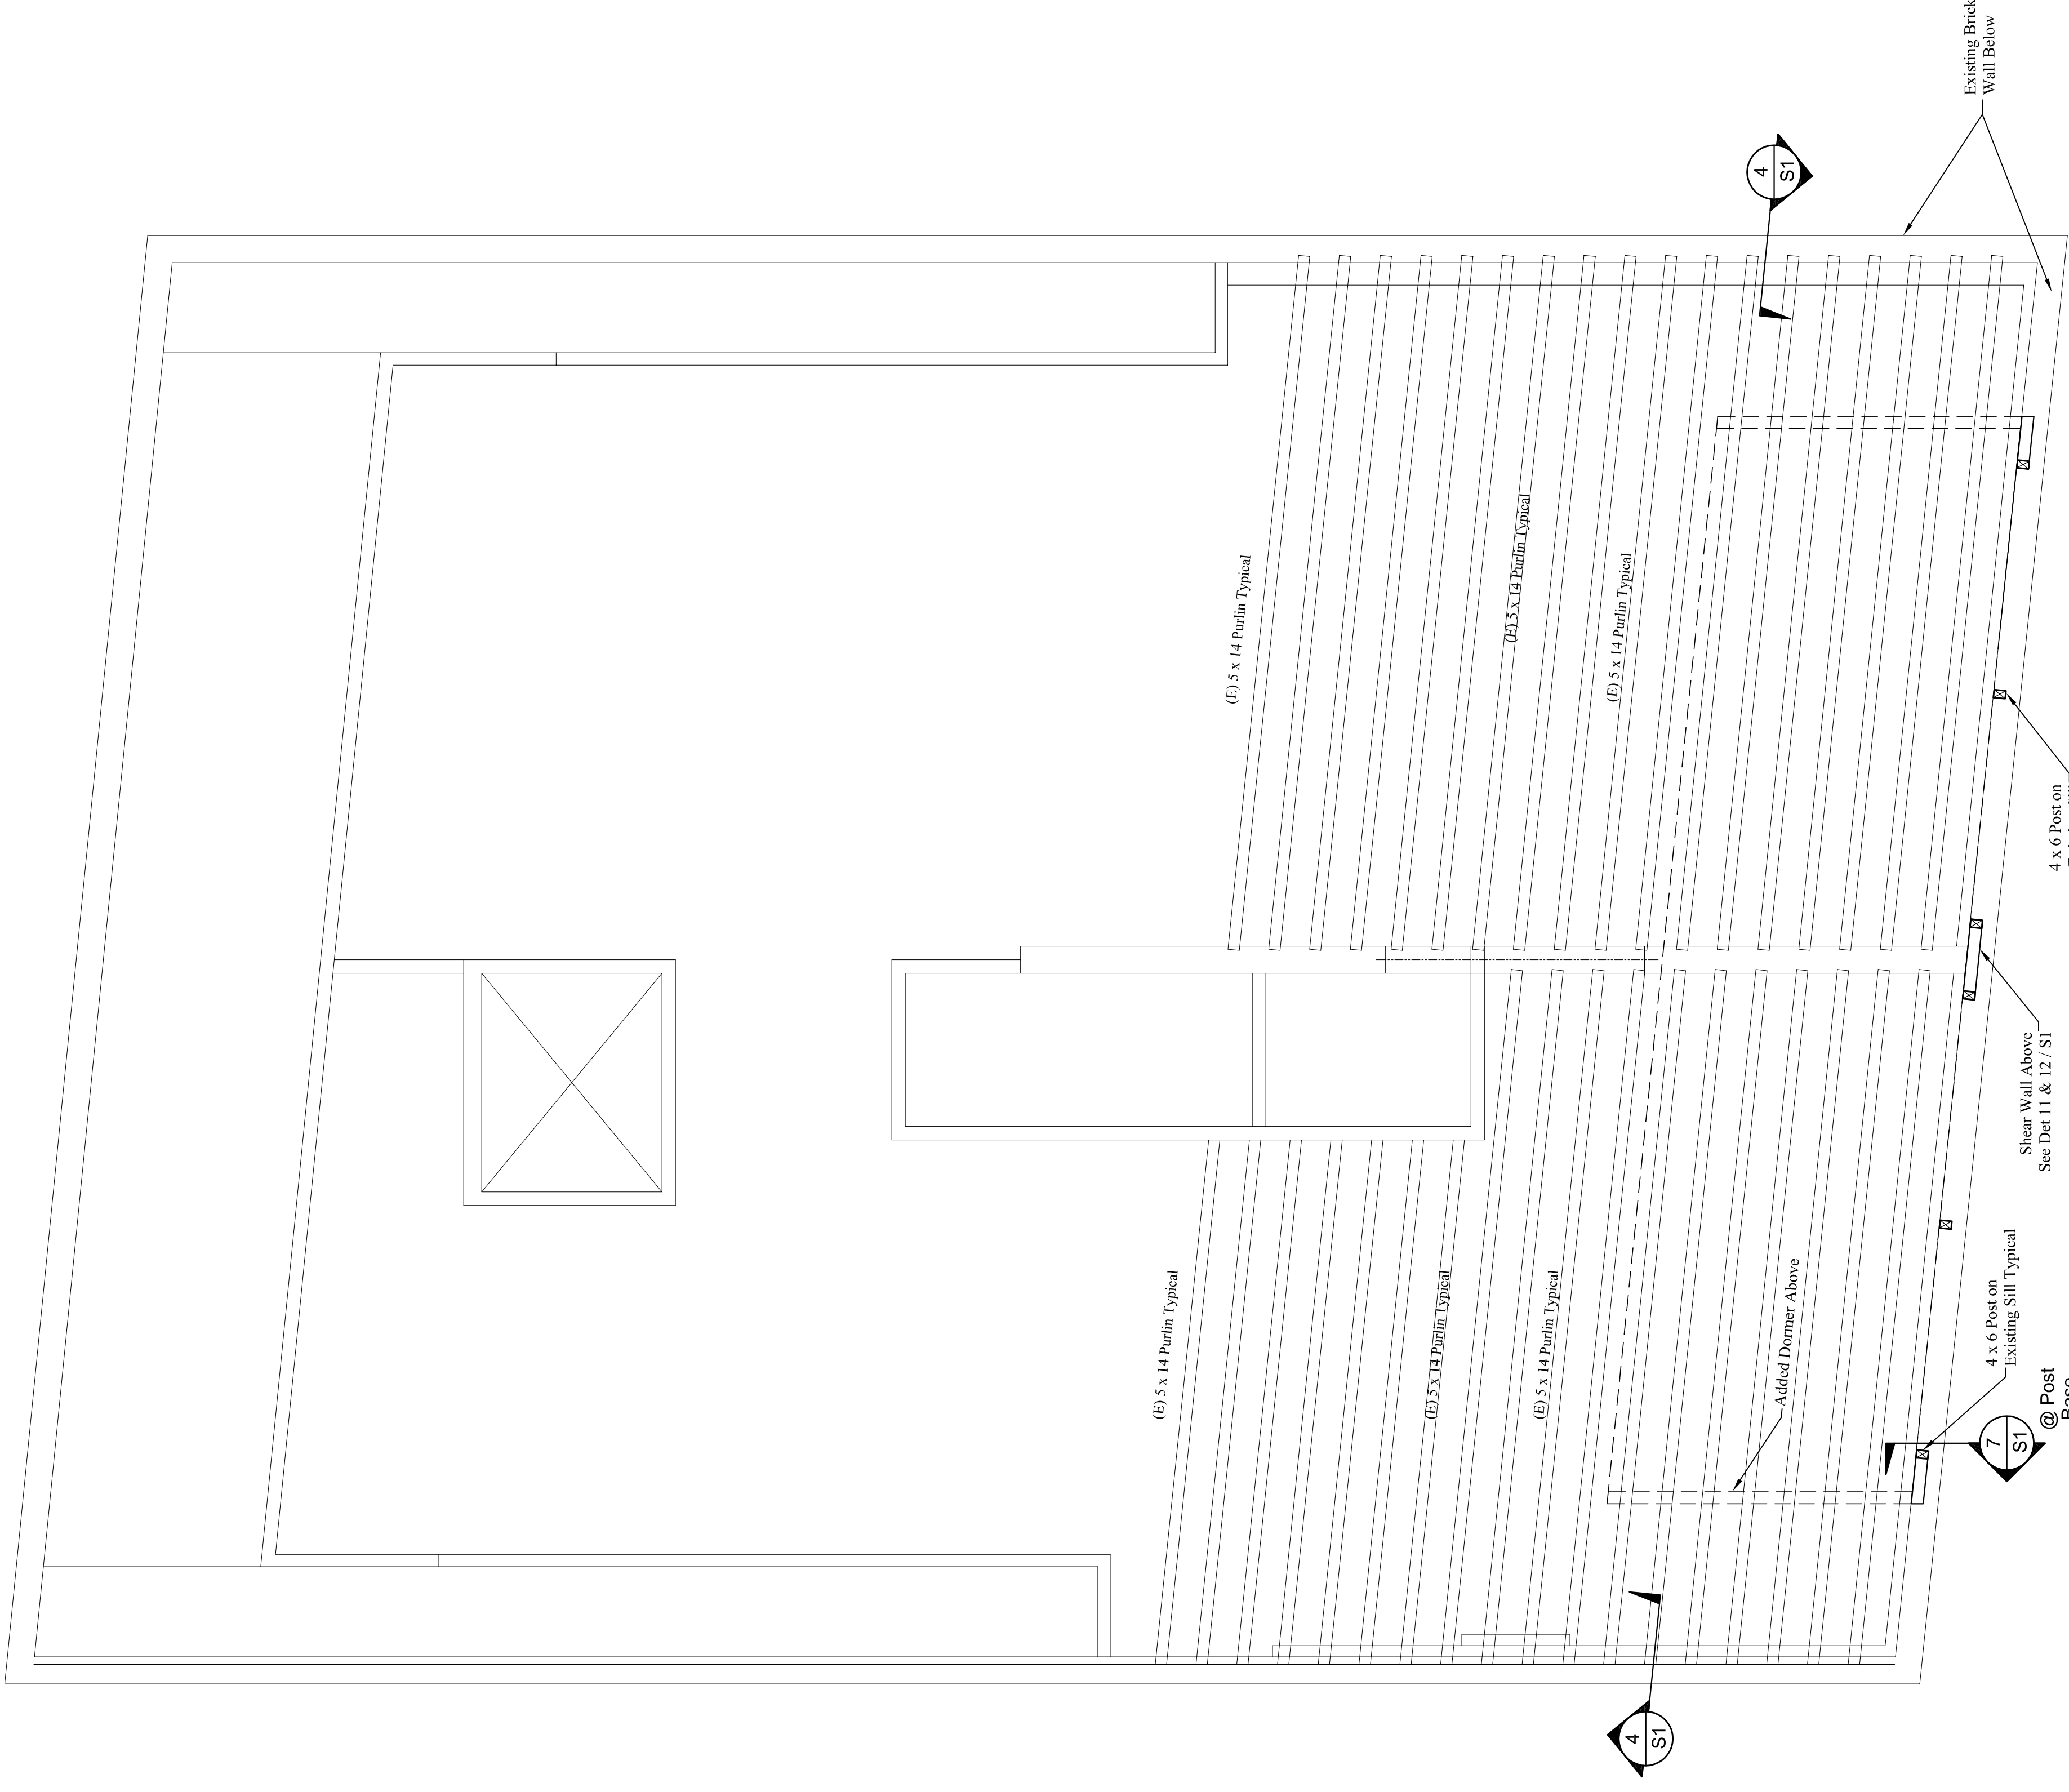 Existing Brick
Wall Below
4
S1
(E) 5 x 14 Purlin Typical
(E) 5 x 14 Purlin Typical
(E) 5 x 14 Purlin Typical
4 x 6 Post on
Shear Wall Above
See Det 11 & 12 / S1
(E) 5 x 14 Purlin Typical
(E) 5 x 14 Purlin Typical
(E) 5 x 14 Purlin Typical
Added Dormer Above
4 x 6 Post on
Existing Sill Typical
7
S1
@ Post
Base
4
S1